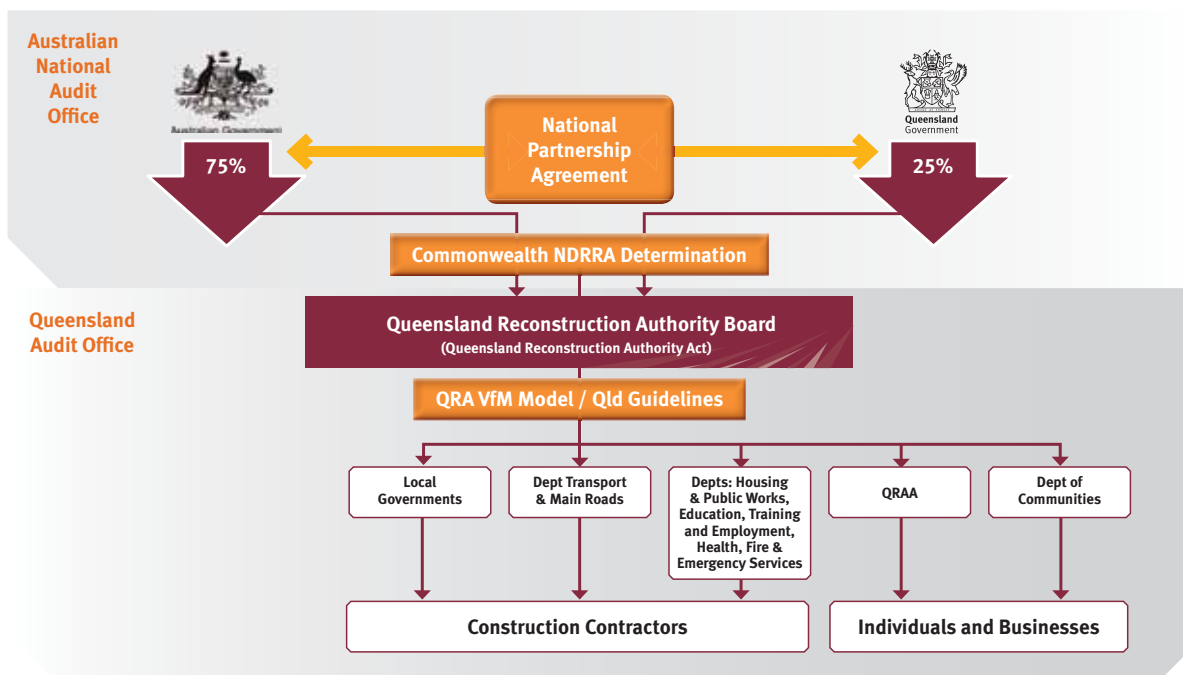 Australian
National
Audit
Office
Australian Government
National
Partnership
Agreement
Queensland
Government
75%
25%
Commonwealth NDRRA Determination
Queensland
Audit Office
Queensland Reconstruction Authority Board
(Queensland Reconstruction Authority Act)
QRA VfM Model / Qld Guidelines
Local
Governments
Dept Transport
& Main Roads
Depts: Housing
& Public Works,
Education, Training
and Employment,
Health, Fire &
Emergency Services
QRAA
Dept of
Communities
Construction Contractors
Individuals and Businesses